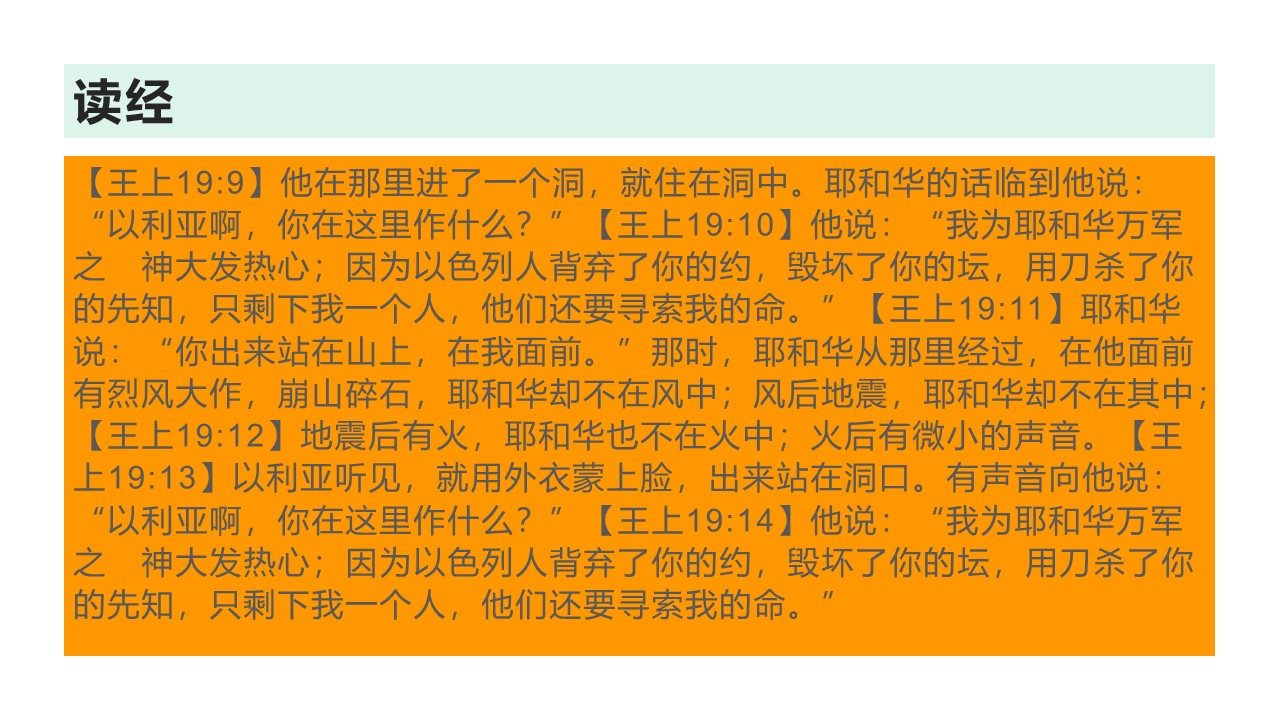 读经
【王上19:9】他在那里进了一个洞，就住在洞中。耶和华的话临到他说：
“以利亚啊，你在这里作什么？”【王上19:10】他说：“我为耶和华万军
之　神大发热心；因为以色列人背弃了你的约，毁坏了你的坛，用刀杀了你
的先知，只剩下我一个人，他们还要寻索我的命。”【王上19:11】耶和华
说：“你出来站在山上，在我面前。”那时，耶和华从那里经过，在他面前
有烈风大作，崩山碎石，耶和华却不在风中；风后地震，耶和华却不在其中；
【王上19:12】地震后有火，耶和华也不在火中；火后有微小的声音。【王
上19:13】以利亚听见，就用外衣蒙上脸，出来站在洞口。有声音向他说：
“以利亚啊，你在这里作什么？”【王上19:14】他说：“我为耶和华万军
之　神大发热心；因为以色列人背弃了你的约，毁坏了你的坛，用刀杀了你
的先知，只剩下我一个人，他们还要寻索我的命。”